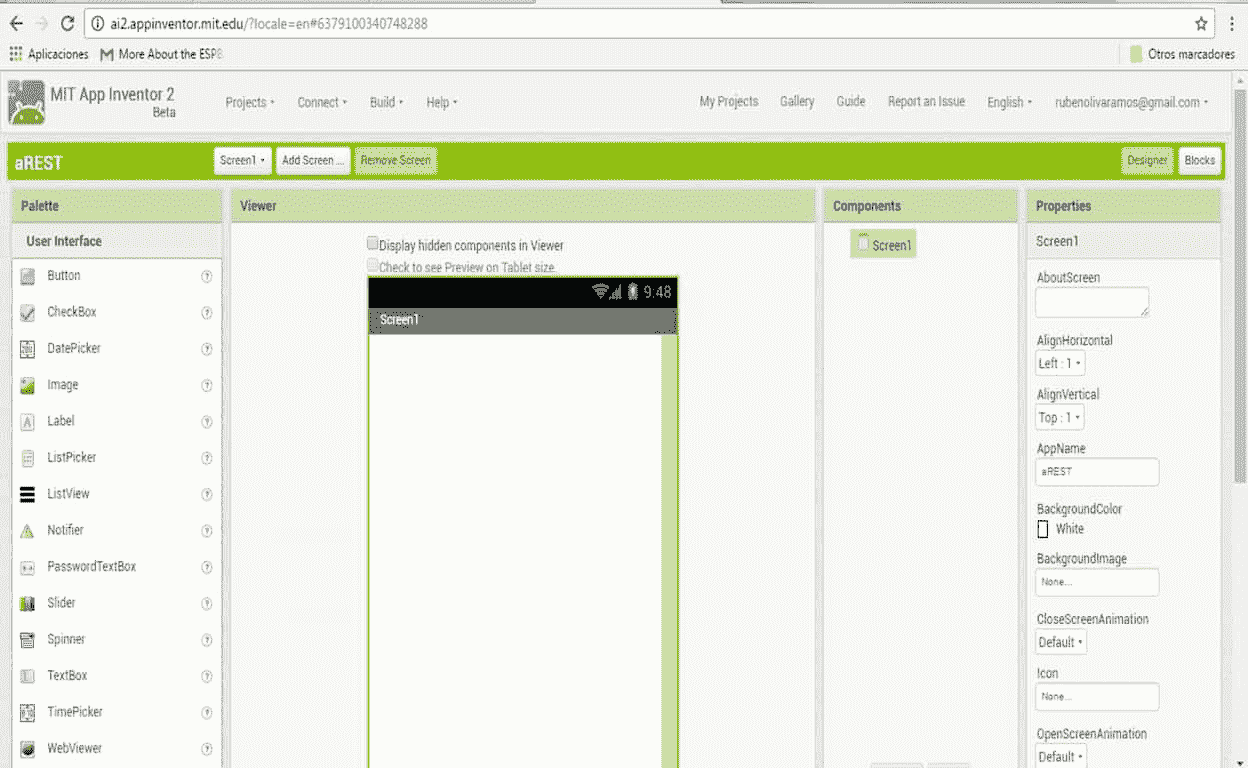 ai2.appinventor.mit.edu/?locale=en#6379100340748288
Aplicaciones More About the ESP8 Otros marcadores
MIT App Inventor 2
Beta
Projects Connect Build Help My Projects Gallery Guide Report an Issue English rubenolivaramos@gmail.com
aREST Screen1 Add Screen ... Remove Screen Designer Blocks
Palette Viewer Components Properties
User Interface
Button
CheckBox
DatePicker
Image
Label
ListPicker
ListView
Notifier
PasswordTextBox
Slider
Spinner
TextBox
TimePicker
WebViewer
Display hidden components in Viewer
Check to see Preview on Tablet size.
9:48
Screen1
Screen1
Screen1
AboutScreen
AlignHorizontal
Left : 1
AlignVertical
Top : 1
AppName
aREST
BackgroundColor
White
BackgroundImage
None...
CloseScreenAnimation
Default
Icon
None...
OpenScreenAnimation
Default